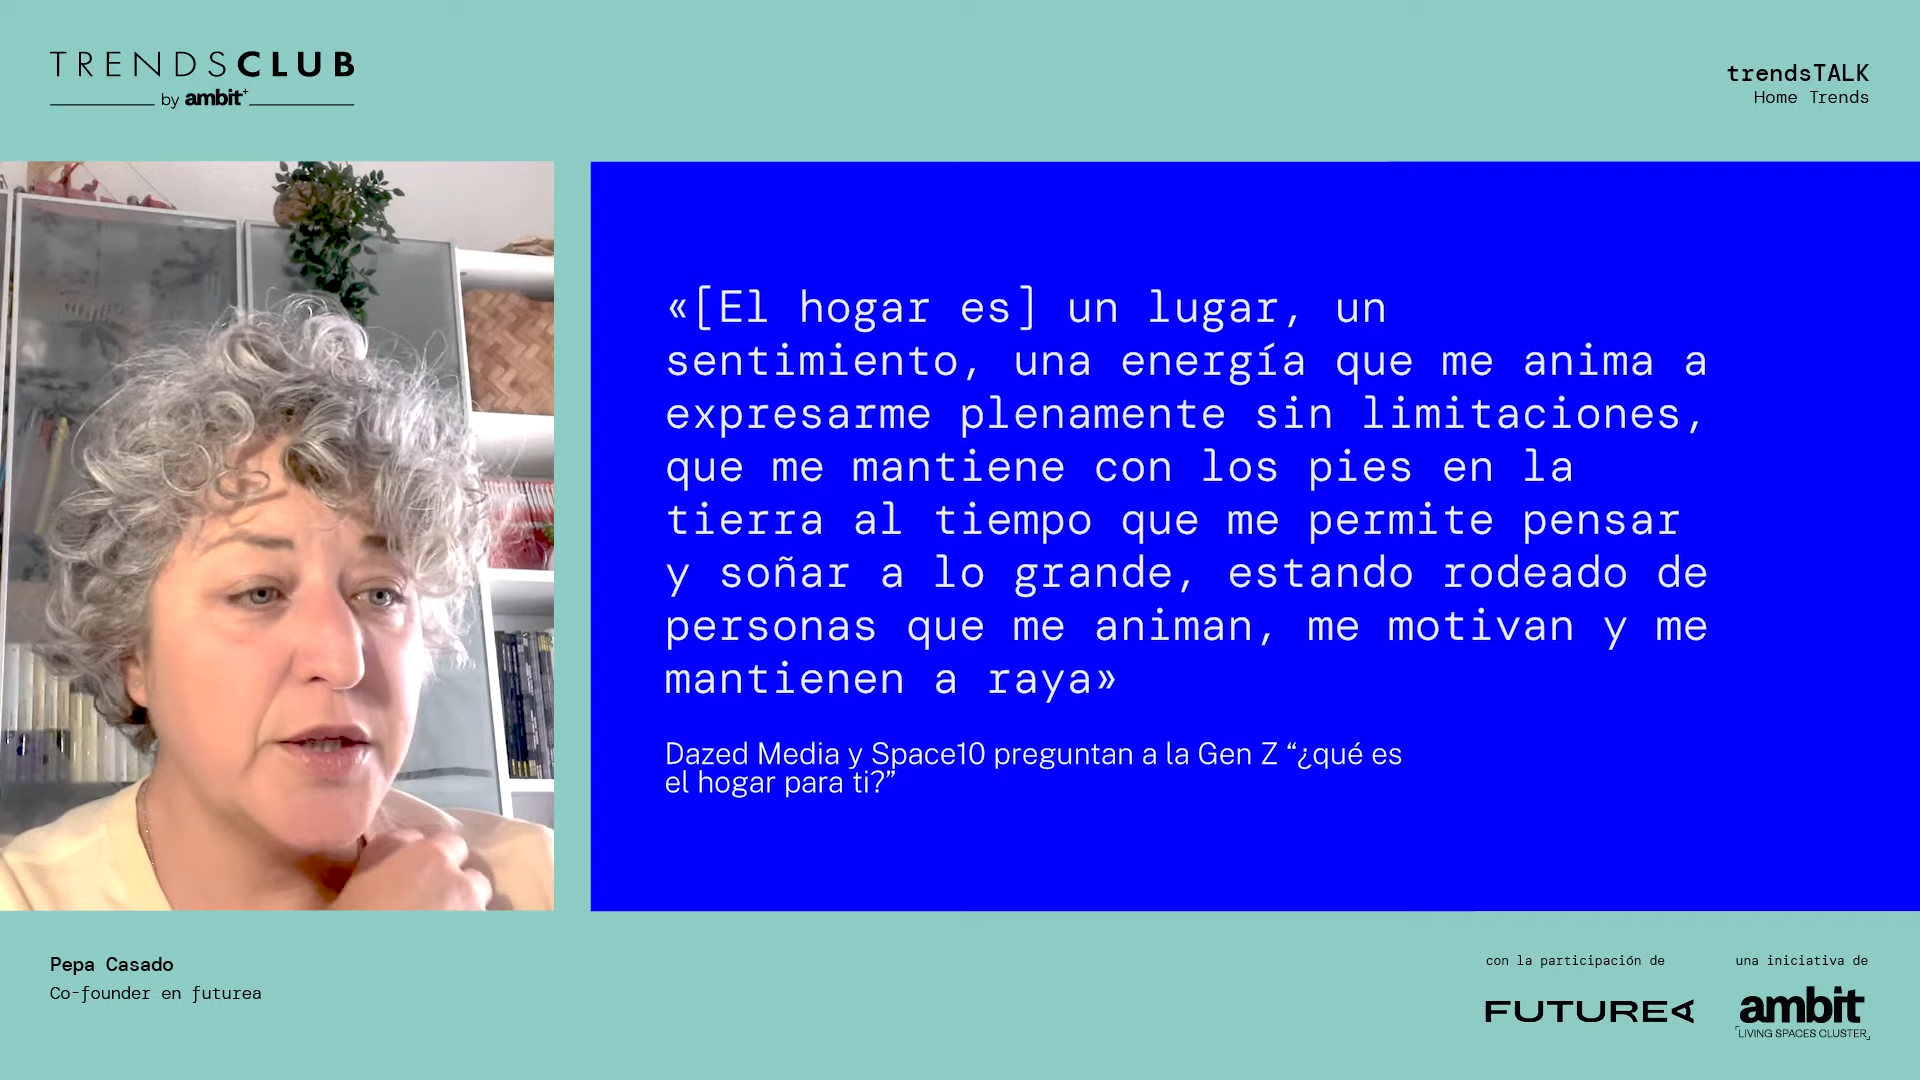 TRENDSCLUB
by ambit+
trendsTALK
Home Trends
«[El hogar es] un lugar, un
sentimiento, una energía que me anima a
expresarme plenamente sin limitaciones,
que me mantiene con los pies en la
tierra al tiempo que me permite pensar
y soñar a lo grande, estando rodeado de
personas que me animan, me motivan y me
mantienen a raya»
Dazed Media y Space10 preguntan a la Gen Z “¿qué es
el hogar para ti?”
Pepa Casado
Co-founder en futurea
con la participación de
FUTUREA
una iniciativa de
ambit
LIVING SPACES CLUSTER